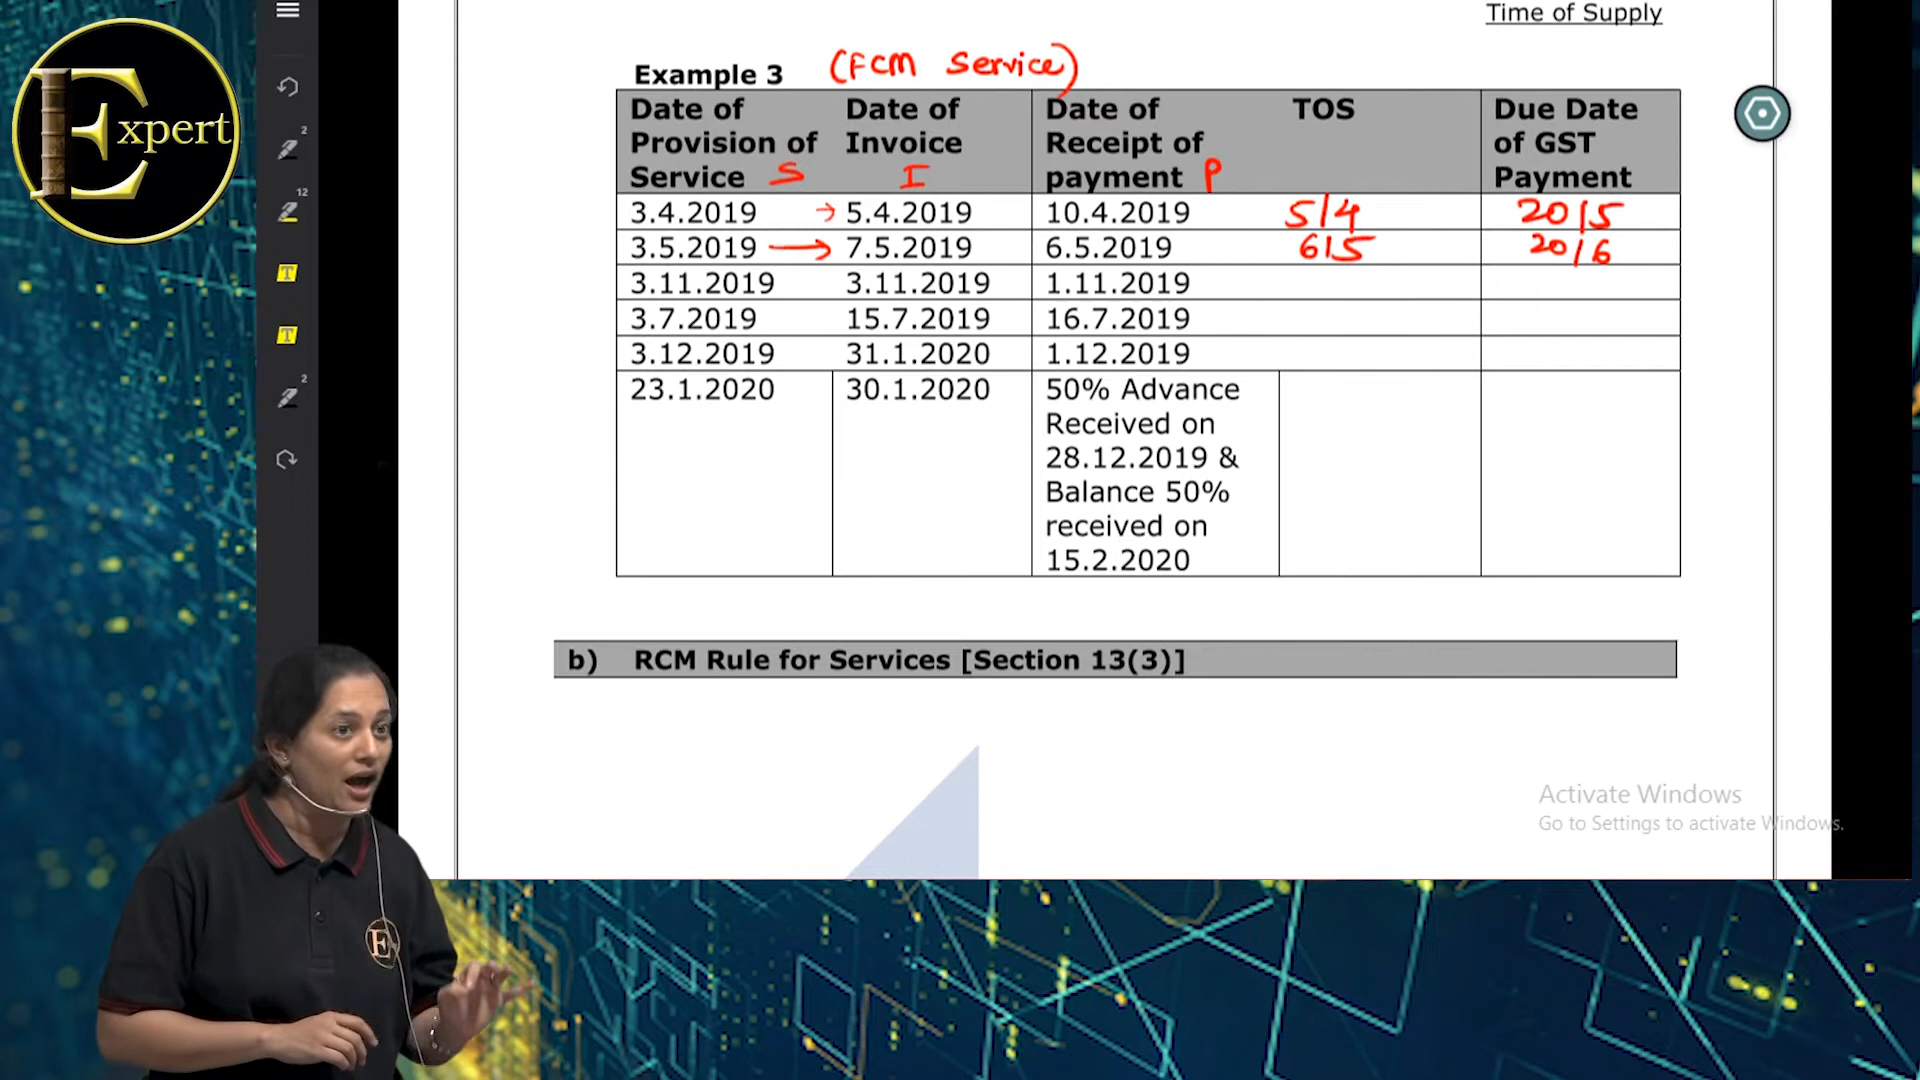 Expert
Time of Supply
Example 3 (FCM Service)
Date of Provision of Service S | Date of Invoice I | Date of Receipt of payment P | TOS | Due Date of GST Payment
3.4.2019 → 5.4.2019 10.4.2019 5/4 20/5
3.5.2019 → 7.5.2019 6.5.2019 6/5 20/6
3.11.2019 3.11.2019 1.11.2019
3.7.2019 15.7.2019 16.7.2019
3.12.2019 31.1.2020 1.12.2019
23.1.2020 30.1.2020 50% Advance
Received on
28.12.2019 &
Balance 50%
received on
15.2.2020
b) RCM Rule for Services [Section 13(3)]
Activate Windows
Go to Settings to activate Windows.
2
12
T
T
2
E